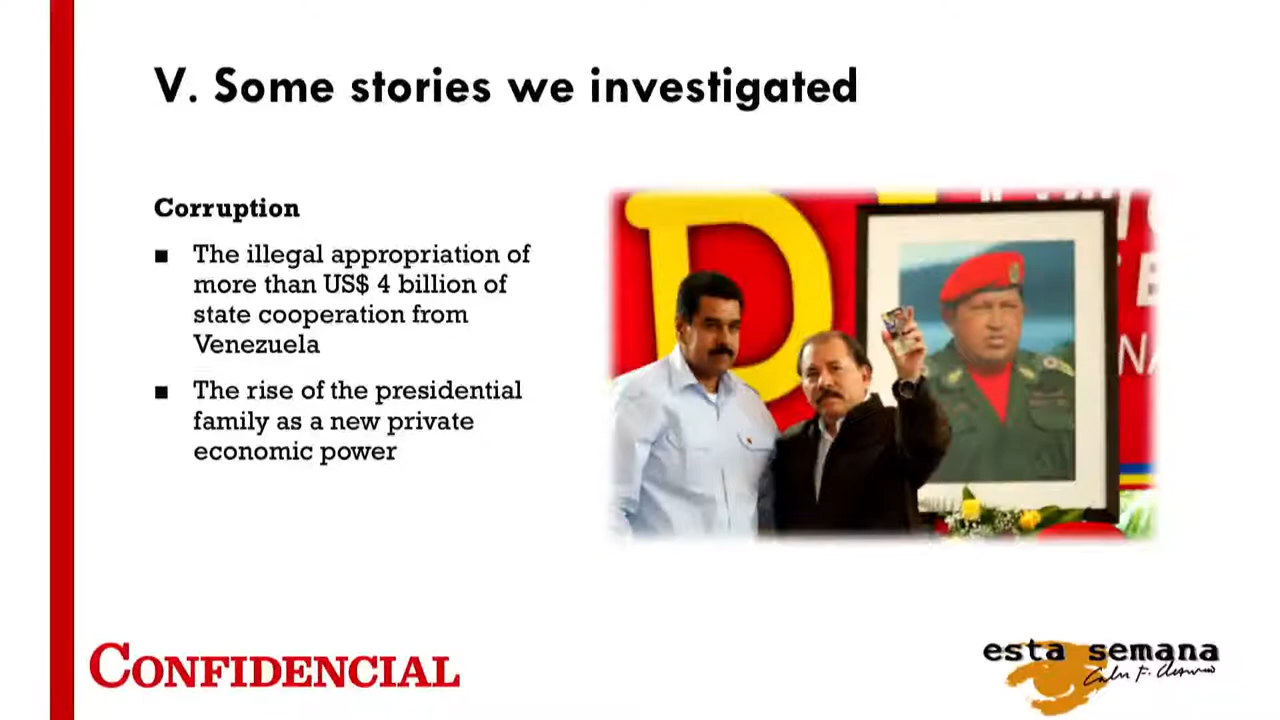 V. Some stories we investigated
Corruption
■ The illegal appropriation of
more than US$ 4 billion of
state cooperation from
Venezuela
■ The rise of the presidential
family as a new private
economic power
CONFIDENCIAL
esta semana